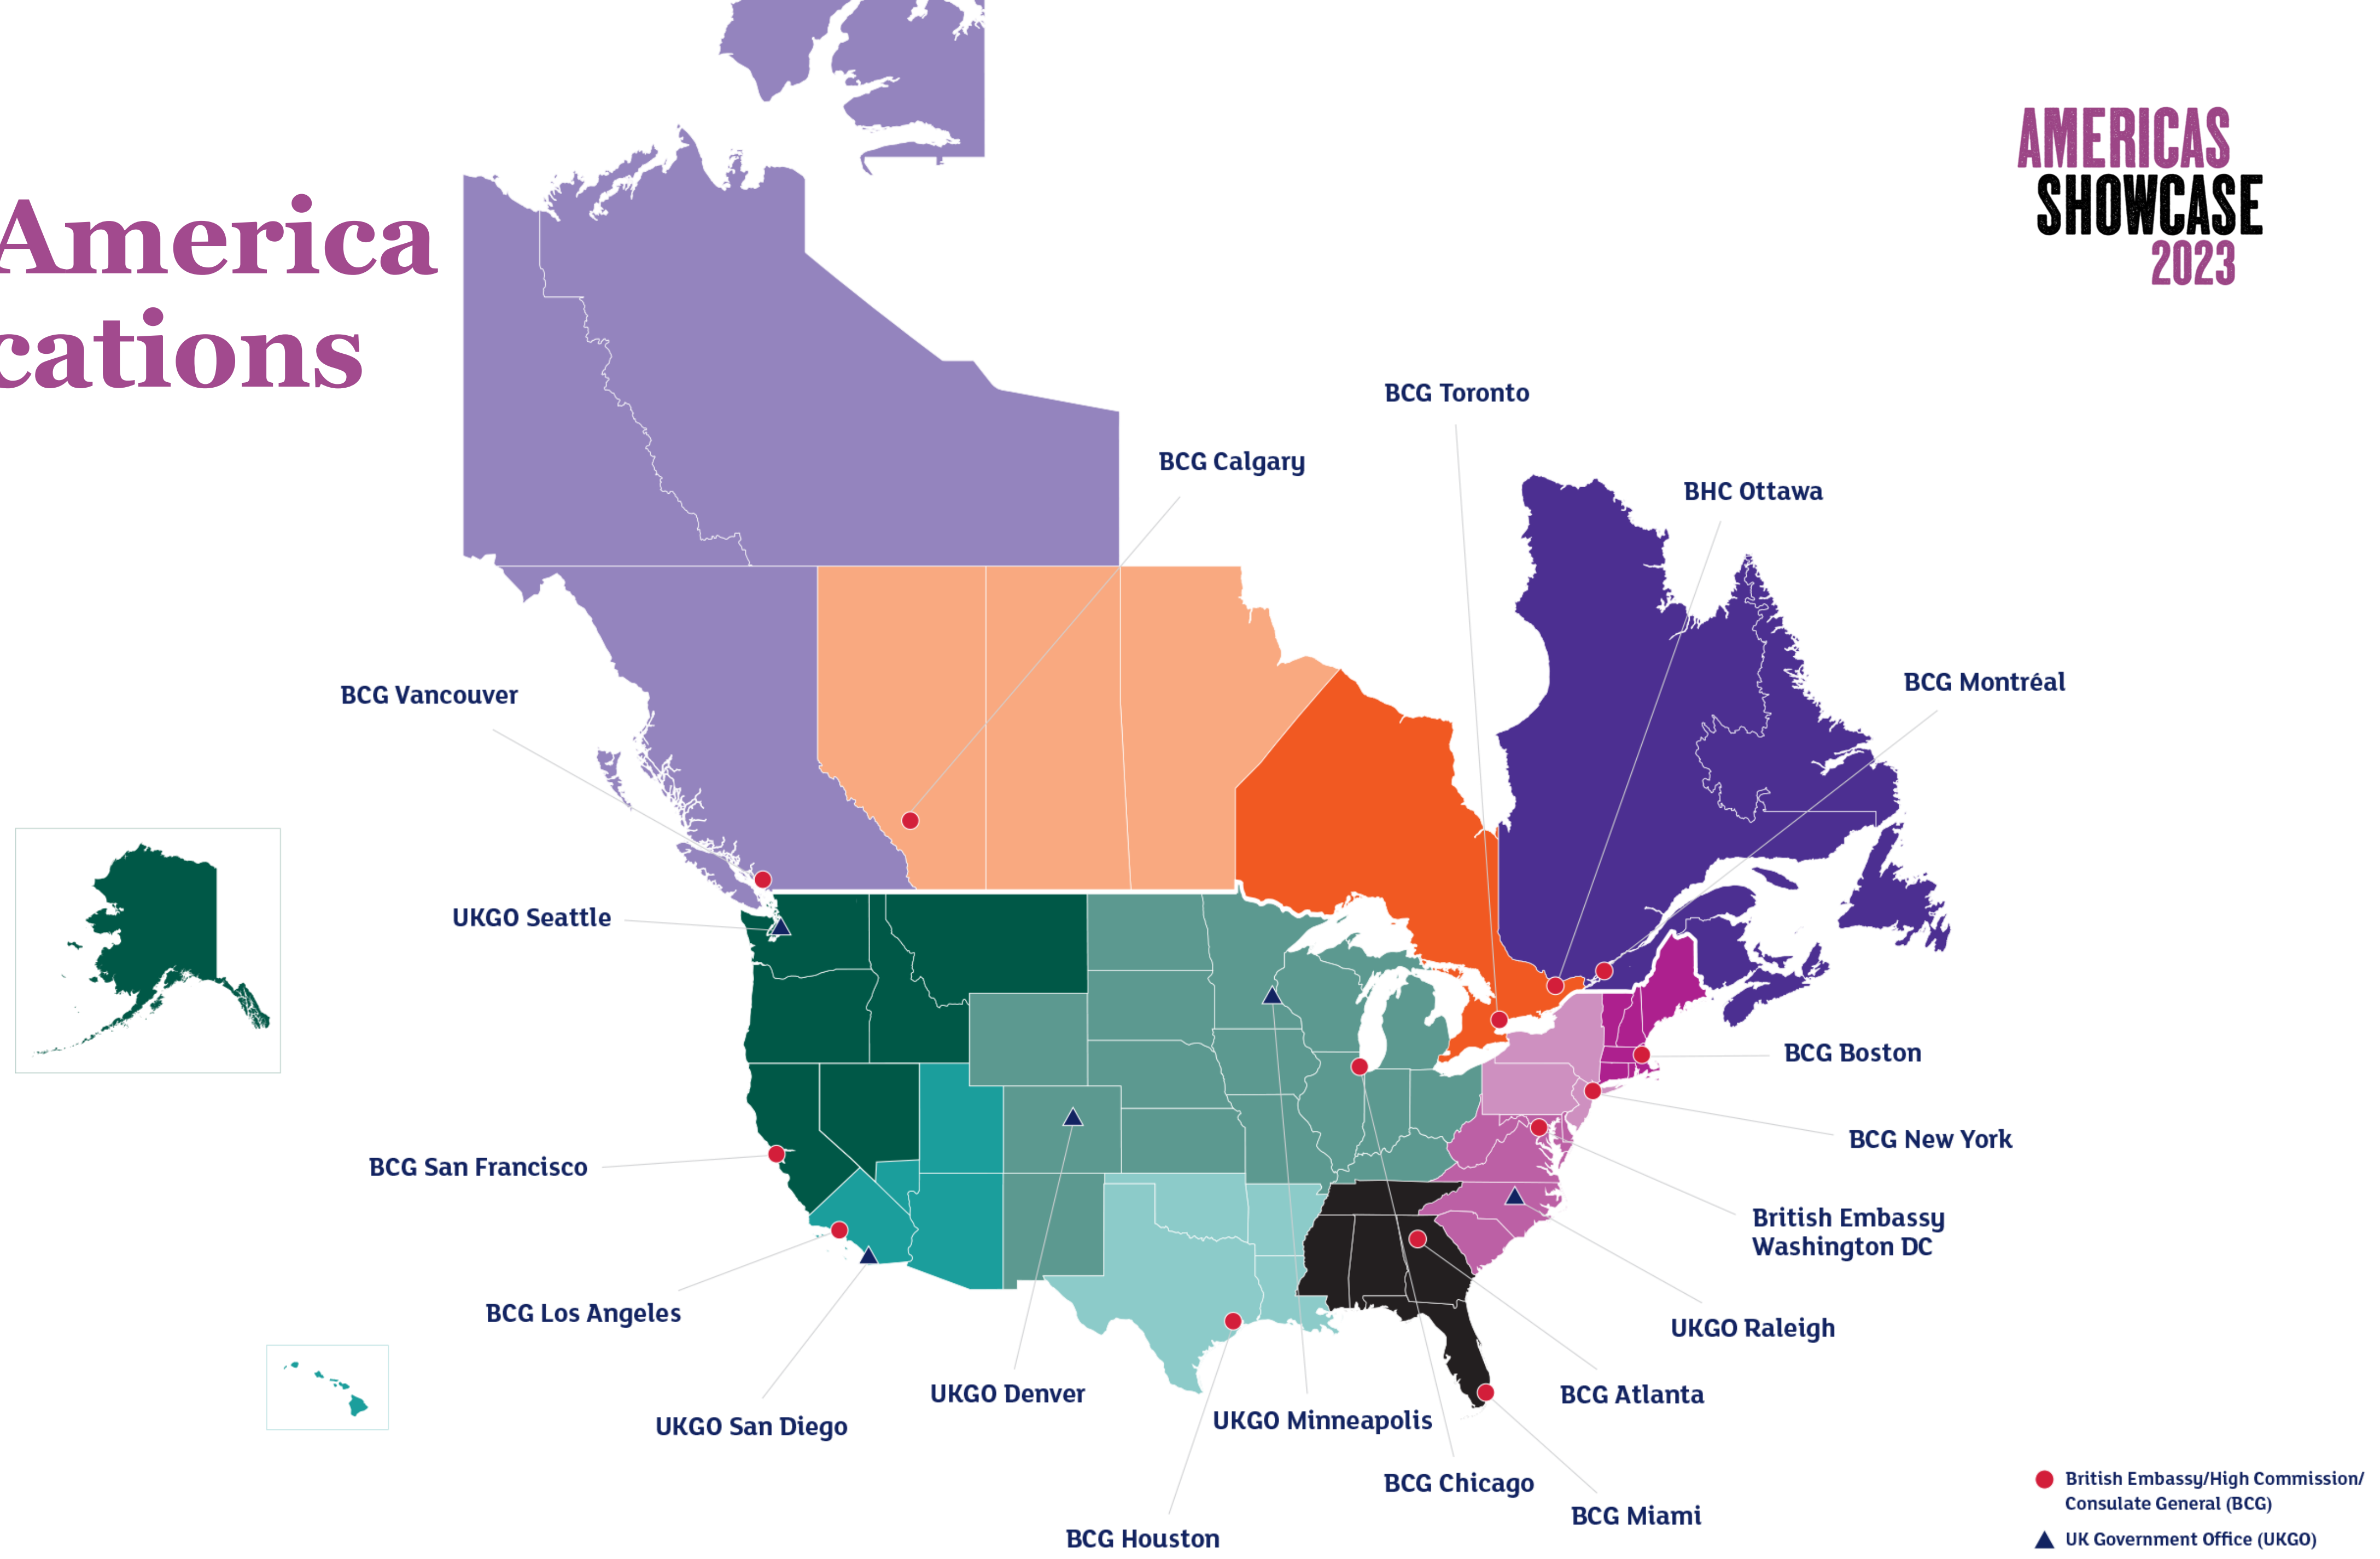 America
cations
AMERICAS
SHOWCASE
2023
BCG Toronto
BCG Calgary
BHC Ottawa
BCG Montréal
BCG Vancouver
UKGO Seattle
BCG Boston
BCG New York
BCG San Francisco
British Embassy
Washington DC
BCG Los Angeles
UKGO Raleigh
UKGO Denver
BCG Atlanta
UKGO San Diego
UKGO Minneapolis
BCG Chicago
BCG Miami
BCG Houston
British Embassy/High Commission/
Consulate General (BCG)
UK Government Office (UKGO)